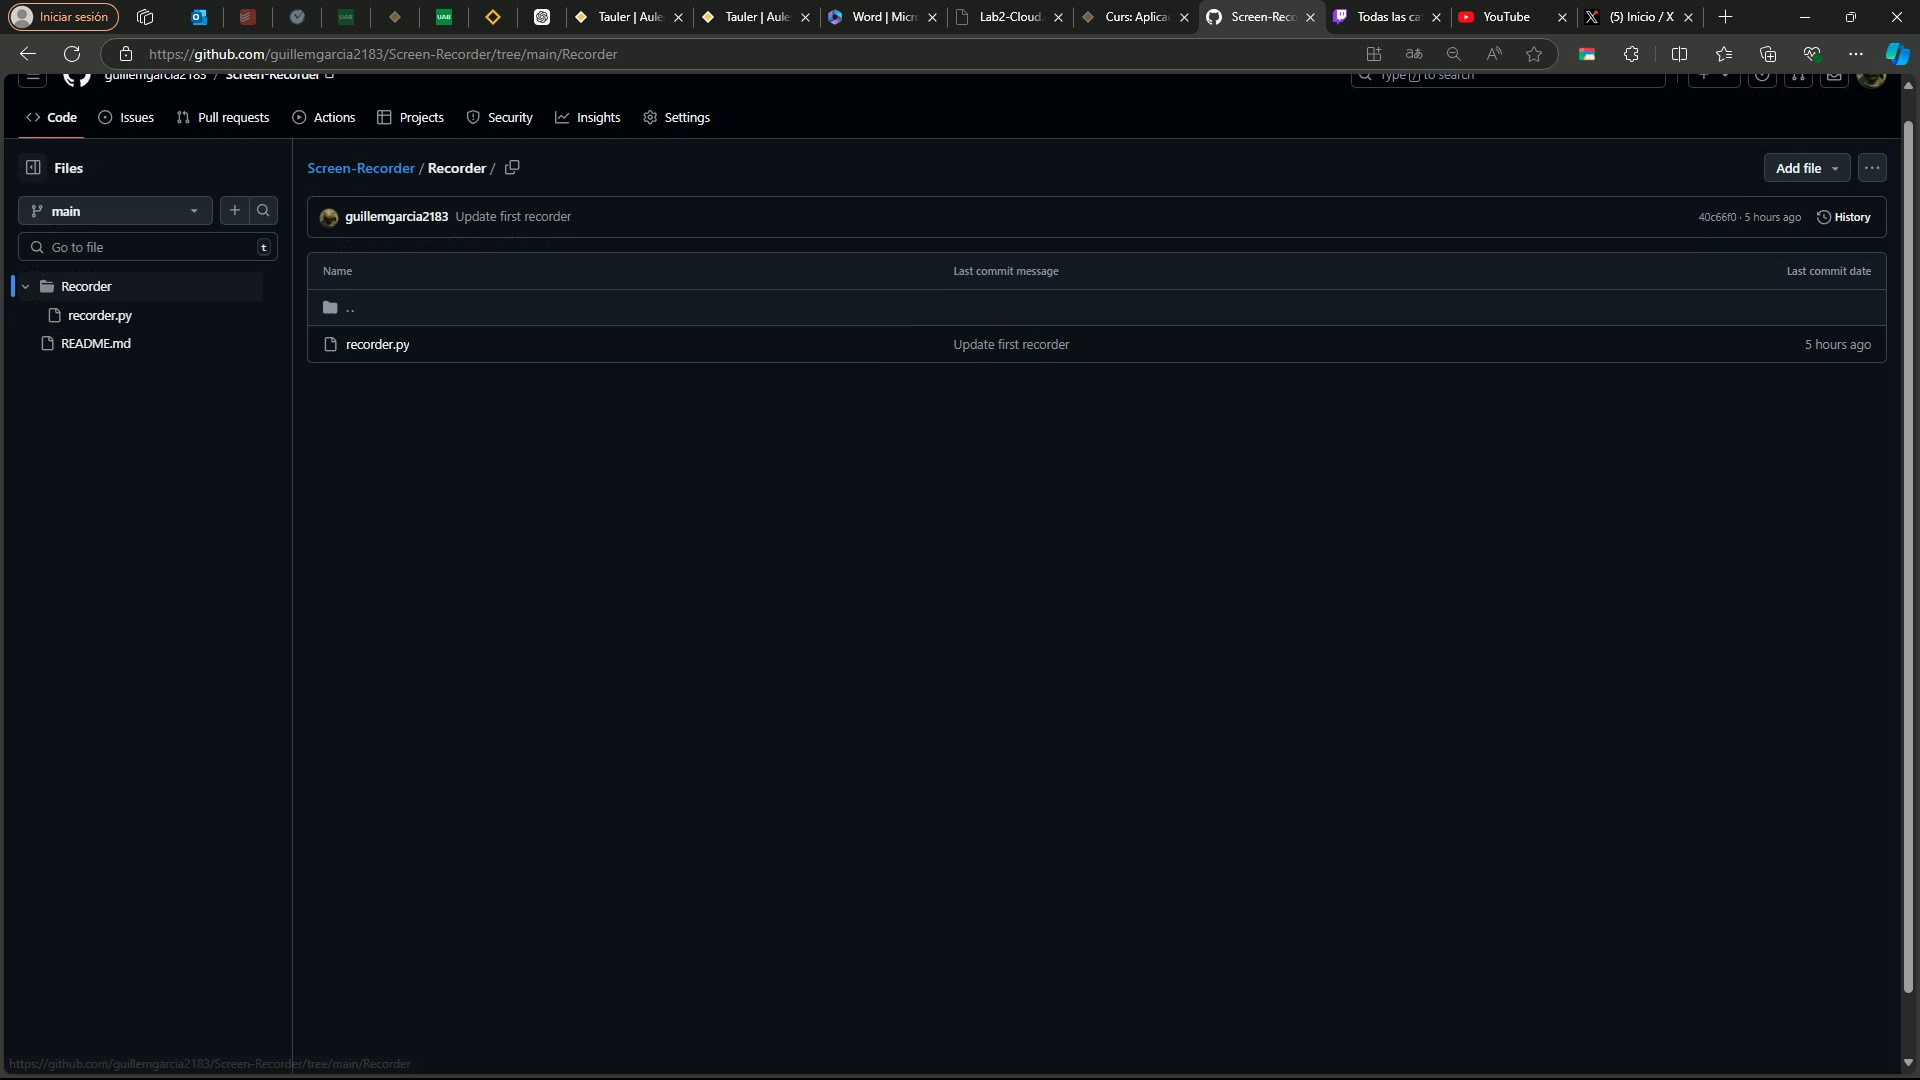 Iniciar sesión
UAB
UAB
Tauler | Aule
Tauler | Aule
Word | Micr
Lab2-Cloud
Curs: Aplica
Screen-Reco
Todas las ca
YouTube
(5) Inicio / X
https://github.com/guillemgarcia2183/Screen-Recorder/tree/main/Recorder
guillemgarcia2183 / Screen-Recorder
Type / to search
Code
Issues
Pull requests
Actions
Projects
Security
Insights
Settings
Files
Screen-Recorder / Recorder /
Add file
main
guillemgarcia2183 Update first recorder
40c66f0 · 5 hours ago
History
Go to file
t
Name
Last commit message
Last commit date
Recorder
..
recorder.py
recorder.py
Update first recorder
5 hours ago
README.md
https://github.com/guillemgarcia2183/Screen-Recorder/tree/main/Recorder